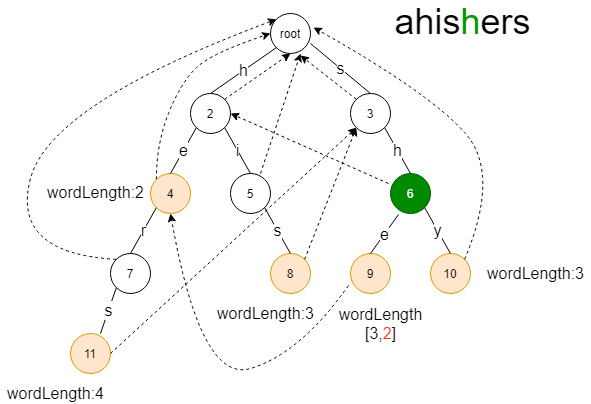 ahishers
root
h
s
2
3
e
i
h
wordLength:2
4
5
6
r
s
e
y
7
8
9
10
wordLength:3
s
wordLength:3
wordLength
[3,2]
11
wordLength:4